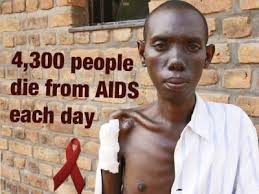 4,300 people
die from AIDS
each day